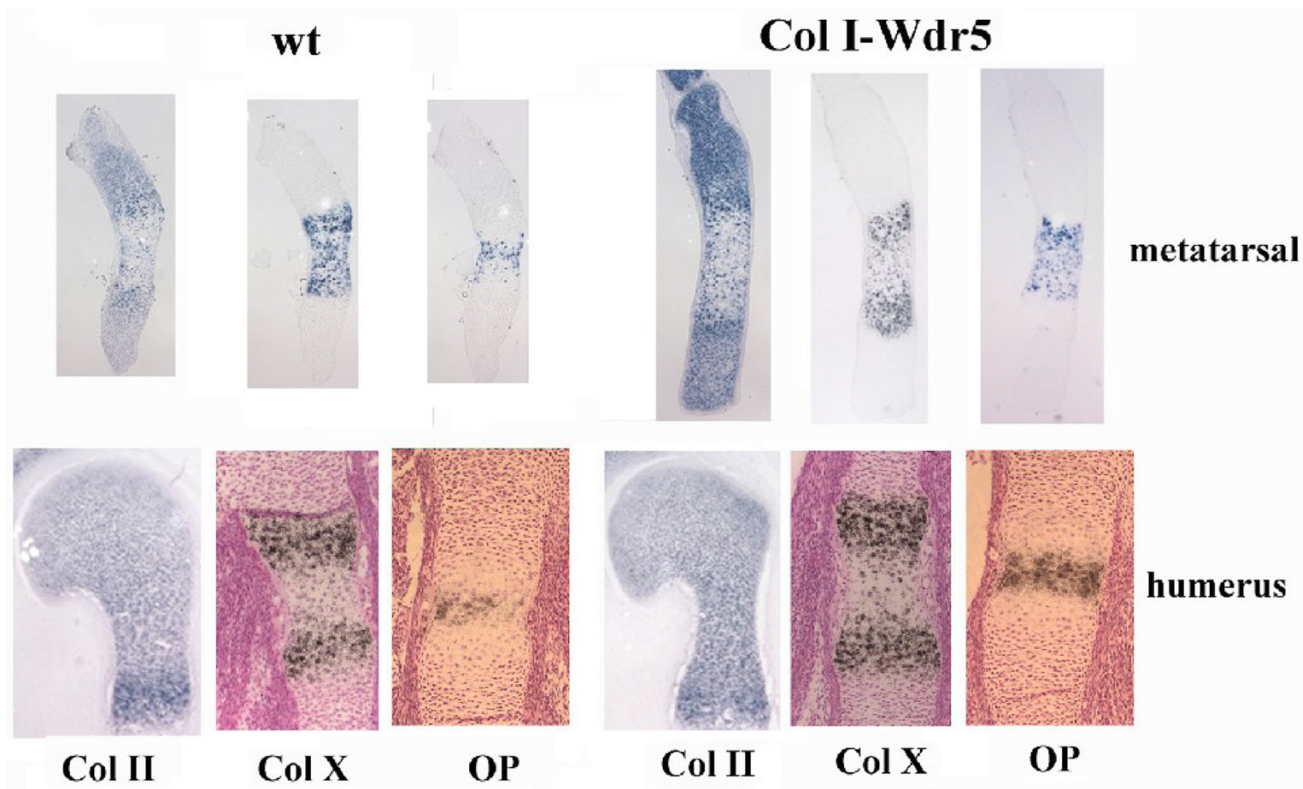 wt
Col I-Wdr5
metatarsal
humerus
Col II
Col X
OP
Col II
Col X
OP